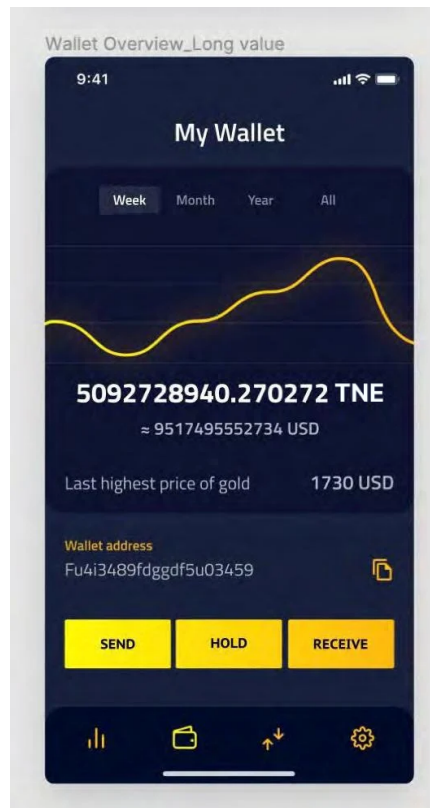 Wallet Overview_Long value
9:41
My Wallet
Week Month Year All
5092728940.270272 TNE
≈ 9517495552734 USD
Last highest price of gold 1730 USD
Wallet address
Fu4i3489fdggdf5u03459
SEND HOLD RECEIVE